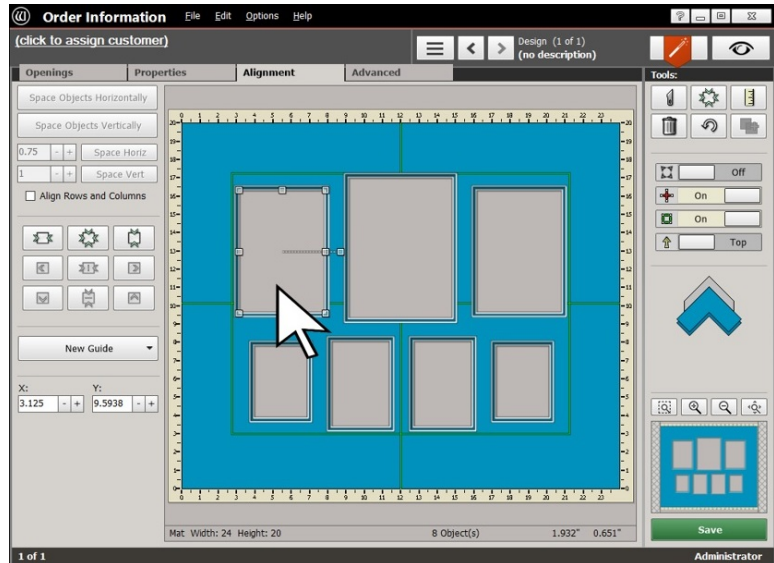 Order Information File Edit Options Help
(click to assign customer)
Design (1 of 1)
(no description)
Openings Properties Alignment Advanced
Tools:
Space Objects Horizontally
Space Objects Vertically
0.75 - + Space Horiz
1 - + Space Vert
Align Rows and Columns
New Guide
X: Y:
3.125 - + 9.5938 - +
Off
On
On
Top
Mat Width: 24 Height: 20 8 Object(s) 1.932" 0.651"
Save
1 of 1 Administrator